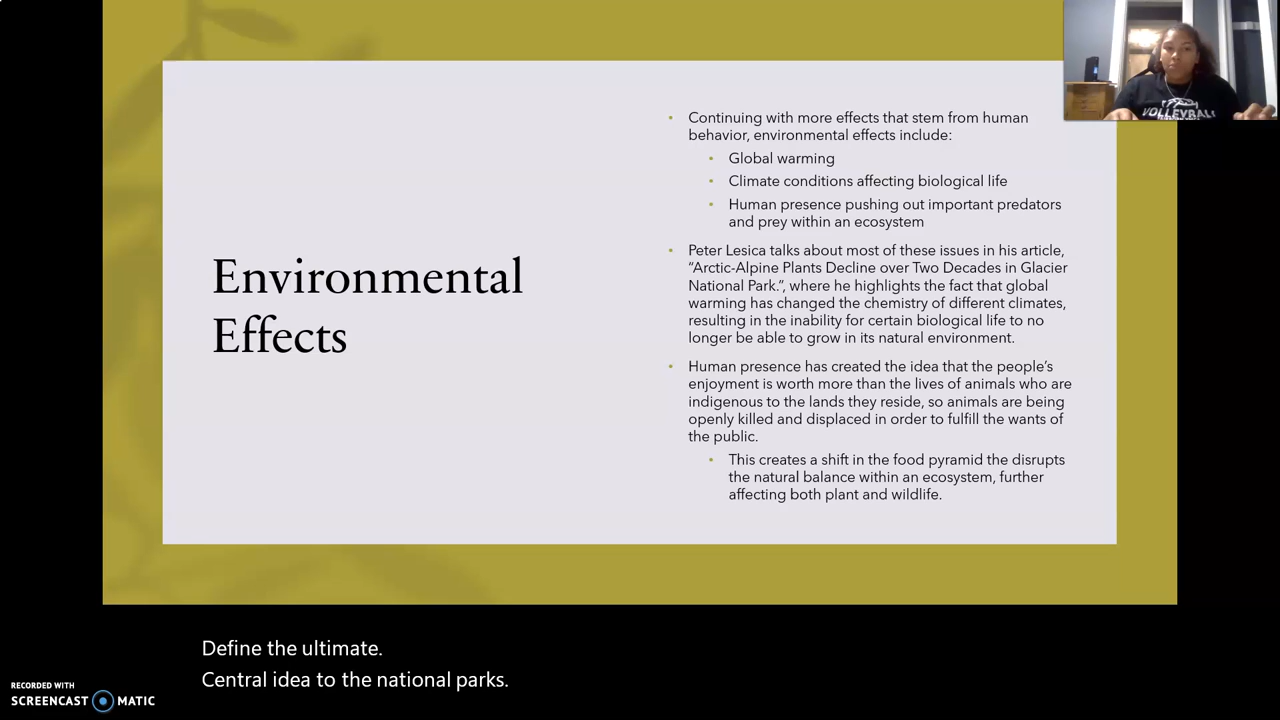 Environmental
Effects
Continuing with more effects that stem from human
behavior, environmental effects include:
Global warming
Climate conditions affecting biological life
Human presence pushing out important predators
and prey within an ecosystem
Peter Lesica talks about most of these issues in his article,
“Arctic-Alpine Plants Decline over Two Decades in Glacier
National Park.”, where he highlights the fact that global
warming has changed the chemistry of different climates,
resulting in the inability for certain biological life to no
longer be able to grow in its natural environment.
Human presence has created the idea that the people’s
enjoyment is worth more than the lives of animals who are
indigenous to the lands they reside, so animals are being
openly killed and displaced in order to fulfill the wants of
the public.
This creates a shift in the food pyramid the disrupts
the natural balance within an ecosystem, further
affecting both plant and wildlife.
VOLLEYBALL
Define the ultimate.
Central idea to the national parks.
RECORDED WITH
SCREENCAST MATIC